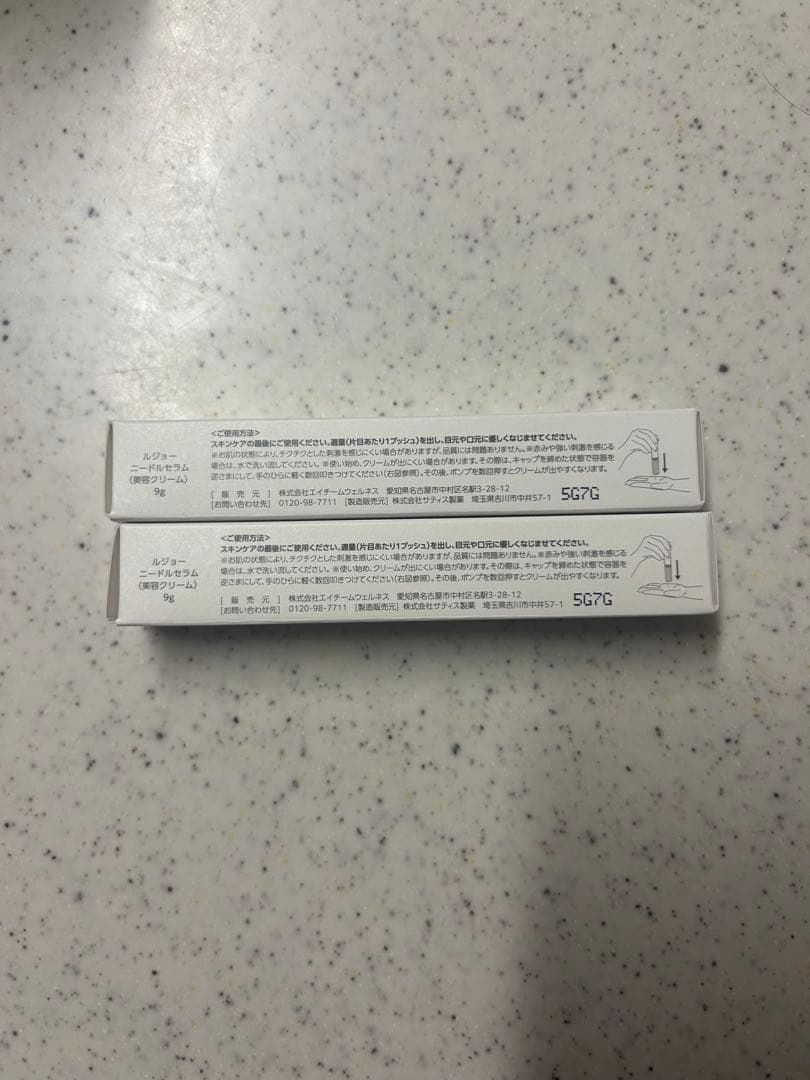 ルジョー
ニードルセラム
〈美容クリーム〉
9g
<ご使用方法>
スキンケアの最後にご使用ください。適量(片目あたり1プッシュ)を出し、目元や口元に優しくなじませてください。
※お肌の状態により、チクチクとした刺激を感じにくい場合がありますが、品質には問題ありません。※赤みや強い刺激を感じる
場合は、水で洗い流してください。※使い始め、クリームが出にくい場合があります。その際は、キャップを締めた状態で容器を
逆さまにして、手のひらに軽く数回叩きつけてください(右図参照)。その後、ポンプを数回押すとクリームが出やすくなります。
[販売元] 株式会社エイチームウェルネス 愛知県名古屋市中村区名駅3-28-12
[お問い合わせ先] 0120-98-7711 [製造販売元] 株式会社サティス製薬 埼玉県吉川市中井57-1 5G7G
ルジョー
ニードルセラム
〈美容クリーム〉
9g
<ご使用方法>
スキンケアの最後にご使用ください。適量(片目あたり1プッシュ)を出し、目元や口元に優しくなじませてください。
※お肌の状態により、チクチクとした刺激を感じにくい場合がありますが、品質には問題ありません。※赤みや強い刺激を感じる
場合は、水で洗い流してください。※使い始め、クリームが出にくい場合があります。その際は、キャップを締めた状態で容器を
逆さまにして、手のひらに軽く数回叩きつけてください(右図参照)。その後、ポンプを数回押すとクリームが出やすくなります。
[販売元] 株式会社エイチームウェルネス 愛知県名古屋市中村区名駅3-28-12
[お問い合わせ先] 0120-98-7711 [製造販売元] 株式会社サティス製薬 埼玉県吉川市中井57-1 5G7G